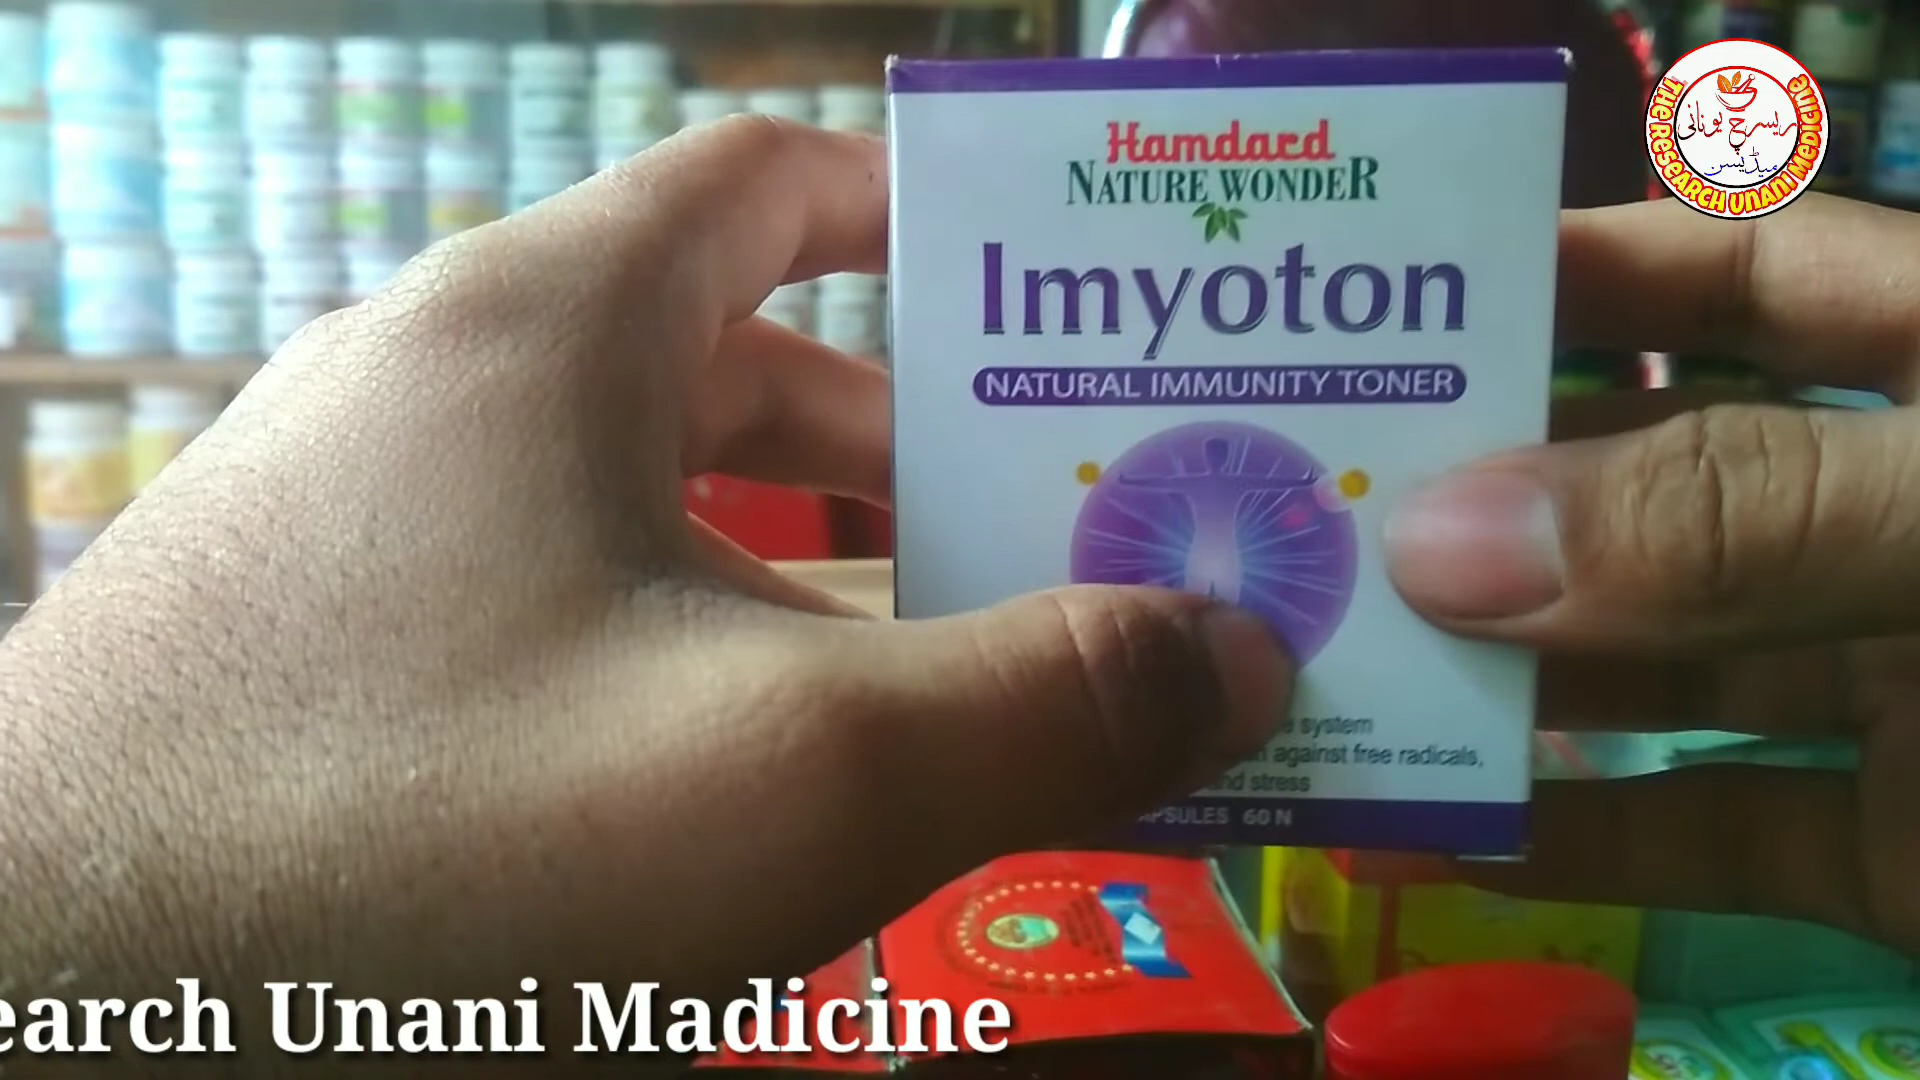 Hamdard
NATURE WONDER
Imyoton
NATURAL IMMUNITY TONER
system
against free radicals,
and stress
60 N
THE RESEARCH UNANI MEDICINE
ریسرچ یونانی
میڈیسن
earch Unani Madicine